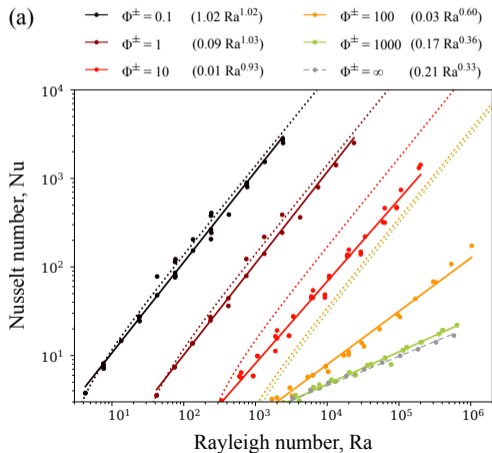 (a)
Φ± = 0.1 (1.02 Ra^1.02)
Φ± = 1 (0.09 Ra^1.03)
Φ± = 10 (0.01 Ra^0.93)
Φ± = 100 (0.03 Ra^0.60)
Φ± = 1000 (0.17 Ra^0.36)
Φ± = ∞ (0.21 Ra^0.33)
10^4
10^3
10^2
10^1
Nusselt number, Nu
10^1 10^2 10^3 10^4 10^5 10^6
Rayleigh number, Ra